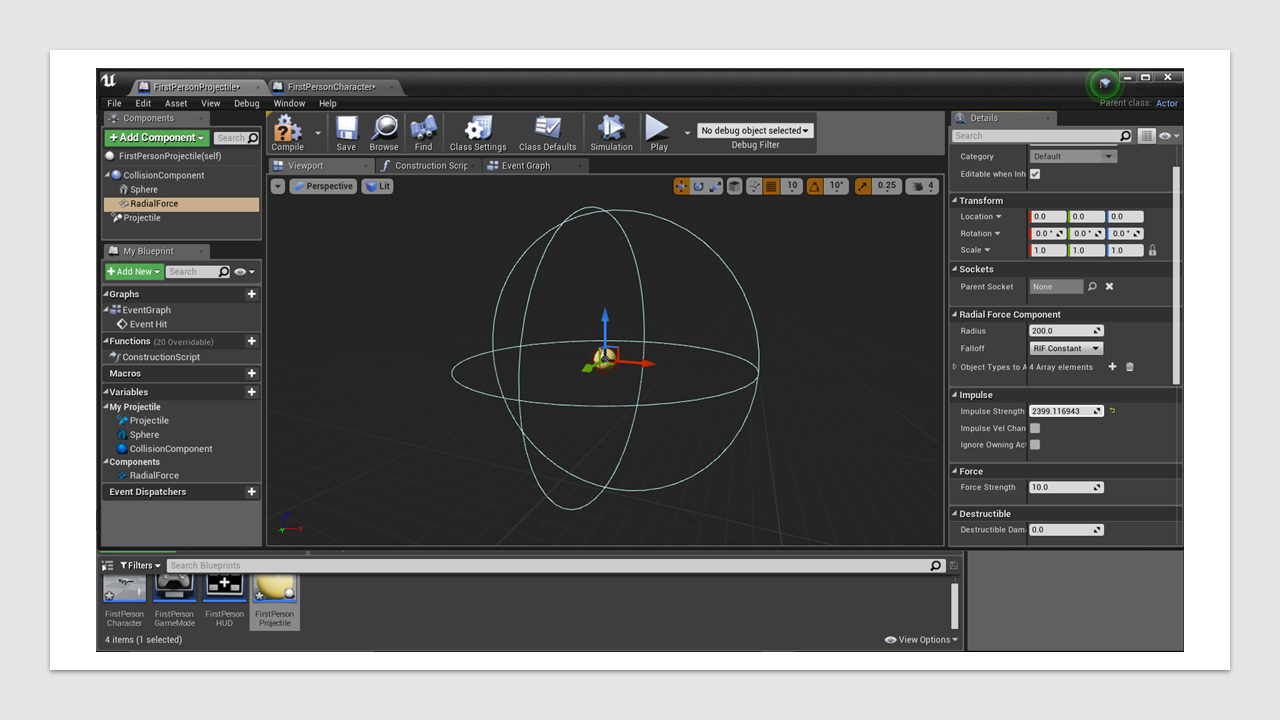 FirstPersonProjectile*
FirstPersonCharacter*
File Edit Asset View Debug Window Help
Parent class: Actor
Components
+ Add Component
Search
FirstPersonProjectile(self)
CollisionComponent
Sphere
RadialForce
Projectile
My Blueprint
+ Add New
Search
Graphs
EventGraph
Event Hit
Functions (20 Overridable)
ConstructionScript
Macros
Variables
My Projectile
Projectile
Sphere
CollisionComponent
Components
RadialForce
Event Dispatchers
Compile
Save
Browse
Find
Class Settings
Class Defaults
Simulation
Play
No debug object selected
Debug Filter
Viewport
Construction Scrip
Event Graph
Perspective
Lit
10
10°
0.25
4
Details
Search
Category Default
Editable when Inh
Transform
Location 0.0 0.0 0.0
Rotation 0.0 ° 0.0 ° 0.0 °
Scale 1.0 1.0 1.0
Sockets
Parent Socket None
Radial Force Component
Radius 200.0
Falloff RIF Constant
Object Types to A 4 Array elements
Impulse
Impulse Strength 2399.116943
Impulse Vel Chan
Ignore Owning Ac
Force
Force Strength 10.0
Destructible
Destructible Dam 0.0
Filters
Search Blueprints
FirstPerson
Character
FirstPerson
GameMode
FirstPerson
HUD
FirstPerson
Projectile
4 items (1 selected)
View Options